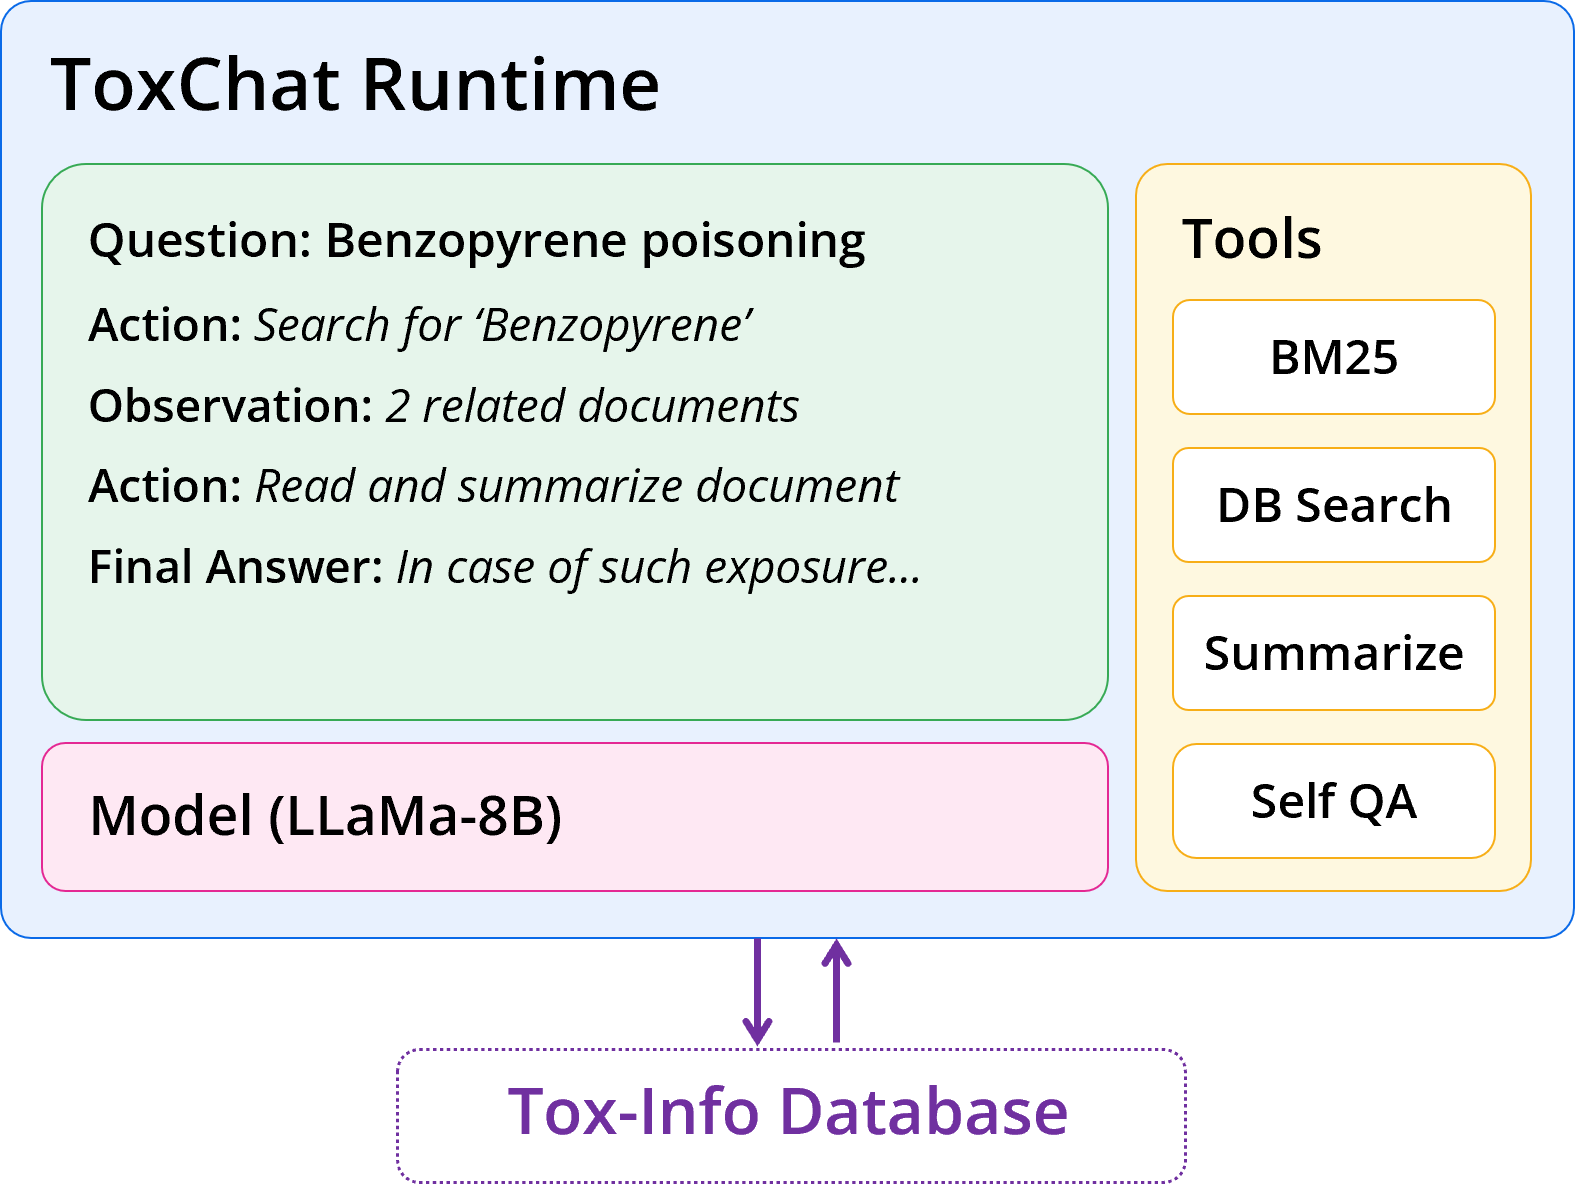 ToxChat Runtime
Question: Benzopyrene poisoning
Action: Search for ‘Benzopyrene’
Observation: 2 related documents
Action: Read and summarize document
Final Answer: In case of such exposure...
Model (LLaMa-8B)
Tools
BM25
DB Search
Summarize
Self QA
Tox-Info Database